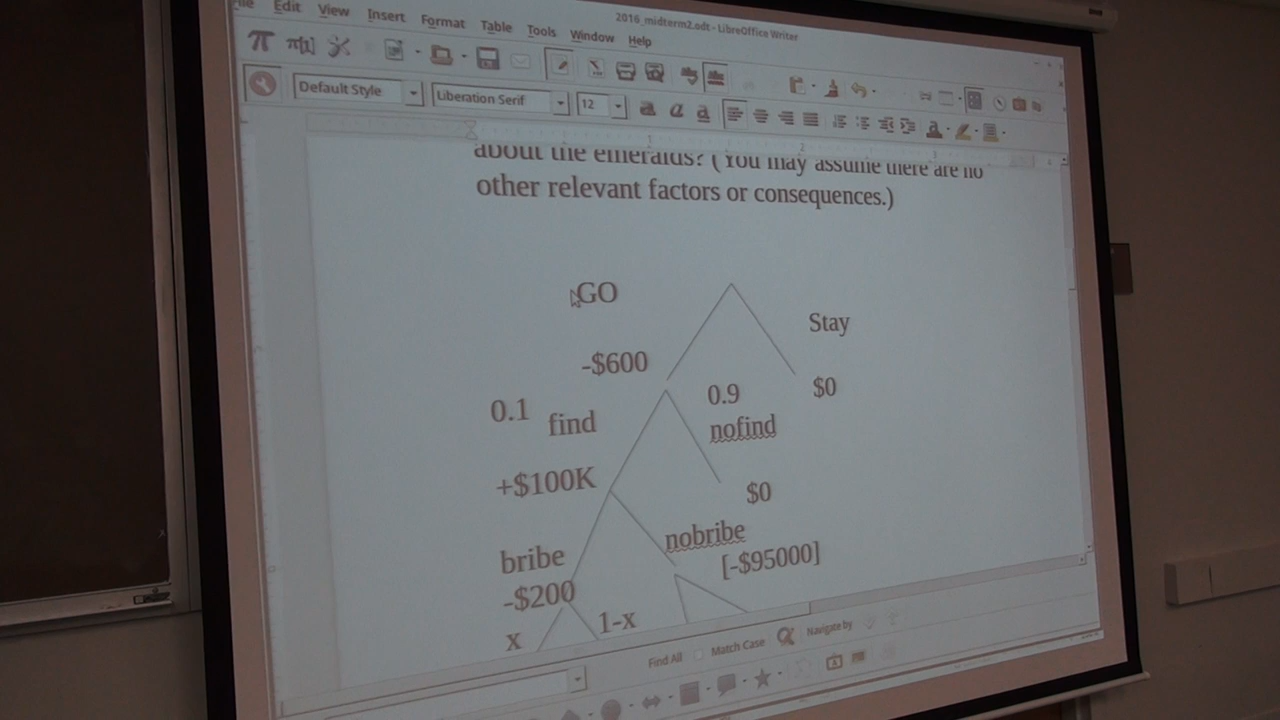 2016_midterm2.odt - LibreOffice Writer
Edit View Insert Format Table Tools Window Help
Default Style Liberation Serif 12
about the emeralds? (You may assume there are no
other relevant factors or consequences.)
GO
Stay
-$600
$0
0.1 find
0.9
nofind
+$100K
$0
nobribe
[-$95000]
bribe
-$200
x
1-x
Find All Match Case Navigate by